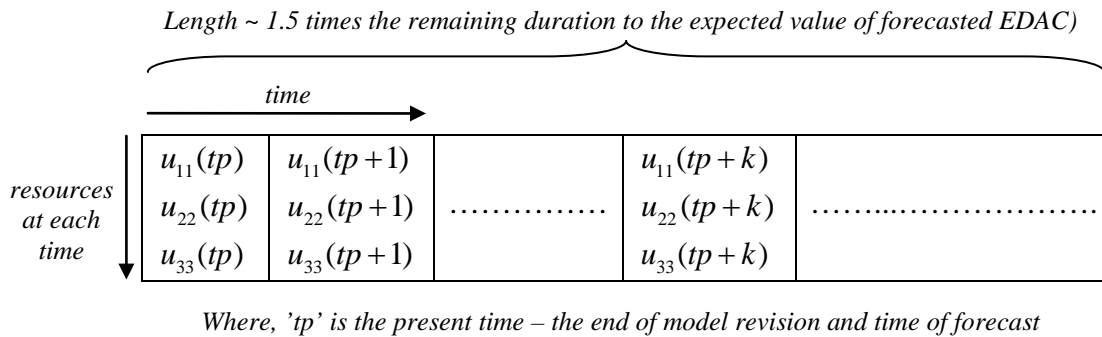 Length ~ 1.5 times the remaining duration to the expected value of forecasted EDAC)
time
resources
at each
time
u₁₁(tp) u₁₁(tp+1) u₁₁(tp+k)
u₂₂(tp) u₂₂(tp+1) …………… u₂₂(tp+k) ……...……………….
u₃₃(tp) u₃₃(tp+1) u₃₃(tp+k)
Where, ’tp’ is the present time – the end of model revision and time of forecast